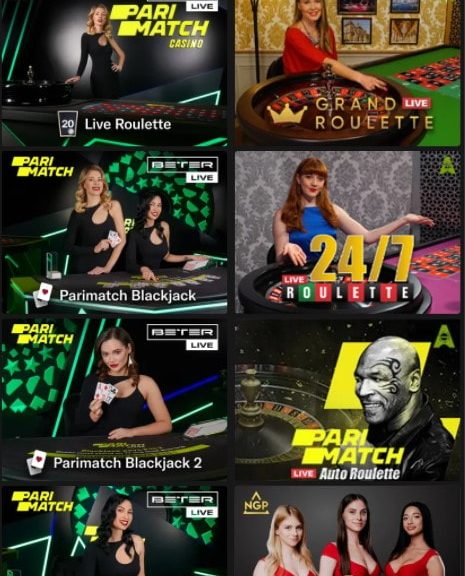 PARI
MATCH
CASINO
LIVE
20
Live Roulette
LIVE
GRAND
ROULETTE
PARI
MATCH
BETER
LIVE
PARI
Parimatch Blackjack
24/7
LIVE
ROULETTE
PARI
MATCH
BETER
LIVE
Parimatch Blackjack 2
PARI
MATCH
LIVE
Auto Roulette
PARI
MATCH
BETER
LIVE
NGP